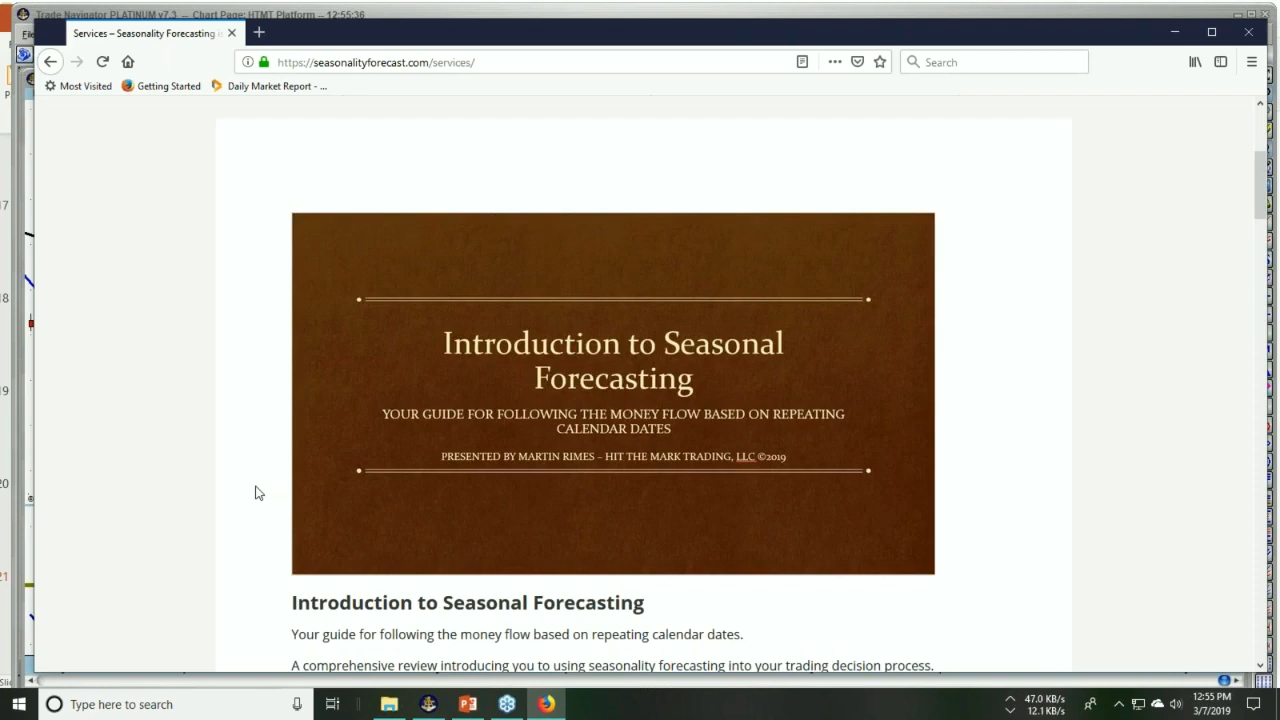 Trade Navigator PLATINUM v7.3 -- Chart Page: HTMT Platform -- 12:55:36
Services – Seasonality Forecasting
https://seasonalityforecast.com/services/
Search
Most Visited
Getting Started
Daily Market Report - ...
Introduction to Seasonal
Forecasting
YOUR GUIDE FOR FOLLOWING THE MONEY FLOW BASED ON REPEATING
CALENDAR DATES
PRESENTED BY MARTIN RIMES – HIT THE MARK TRADING, LLC ©2019
Introduction to Seasonal Forecasting
Your guide for following the money flow based on repeating calendar dates.
A comprehensive review introducing you to using seasonality forecasting into your trading decision process.
17
18
19
20
21
Type here to search
47.0 KB/s
12.1 KB/s
12:55 PM
3/7/2019